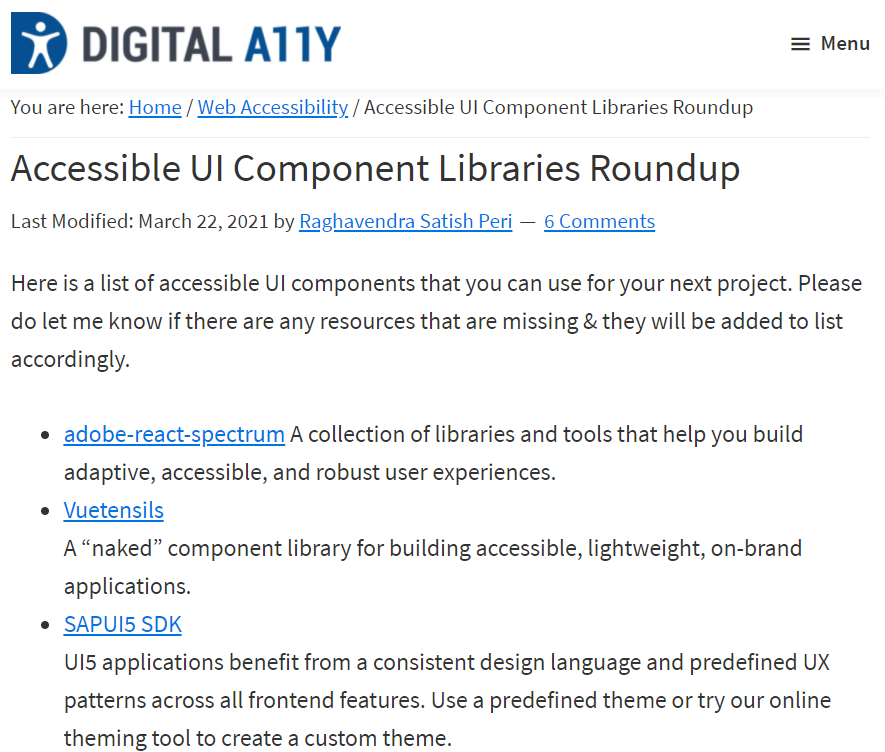 DIGITAL A11Y
Menu
You are here: Home / Web Accessibility / Accessible UI Component Libraries Roundup
Accessible UI Component Libraries Roundup
Last Modified: March 22, 2021 by Raghavendra Satish Peri — 6 Comments
Here is a list of accessible UI components that you can use for your next project. Please
do let me know if there are any resources that are missing & they will be added to list
accordingly.
• adobe-react-spectrum A collection of libraries and tools that help you build
adaptive, accessible, and robust user experiences.
• Vuetensils
A “naked” component library for building accessible, lightweight, on-brand
applications.
• SAPUI5 SDK
UI5 applications benefit from a consistent design language and predefined UX
patterns across all frontend features. Use a predefined theme or try our online
theming tool to create a custom theme.